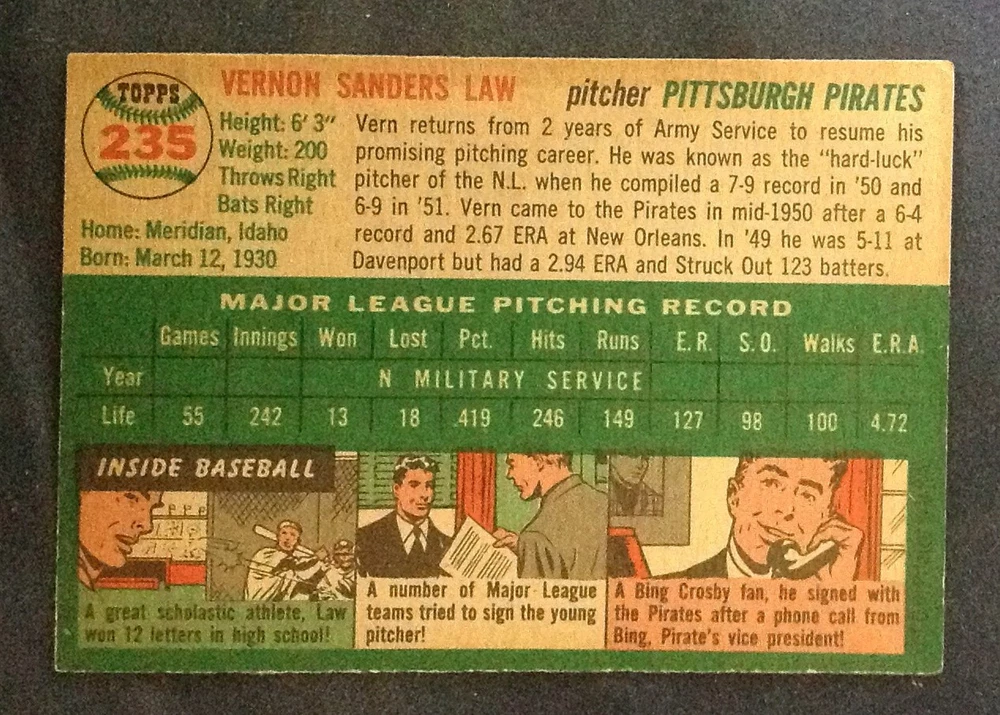 TOPPS
235
VERNON SANDERS LAW
pitcher PITTSBURGH PIRATES
Height: 6' 3"
Weight: 200
Throws Right
Bats Right
Home: Meridian, Idaho
Born: March 12, 1930
Vern returns from 2 years of Army Service to resume his
promising pitching career. He was known as the "hard-luck"
pitcher of the N.L. when he compiled a 7-9 record in '50 and
6-9 in '51. Vern came to the Pirates in mid-1950 after a 6-4
record and 2.67 ERA at New Orleans. In '49 he was 5-11 at
Davenport but had a 2.94 ERA and Struck Out 123 batters.
MAJOR LEAGUE PITCHING RECORD
Games Innings Won Lost Pct. Hits Runs E.R. S.O. Walks E.R.A.
Year N MILITARY SERVICE
Life 55 242 13 18 419 246 149 127 98 100 4.72
INSIDE BASEBALL
A great scholastic athlete, Law
won 12 letters in high school!
A number of Major League
teams tried to sign the young
pitcher!
A Bing Crosby fan, he signed with
the Pirates after a phone call from
Bing, Pirate's vice president!